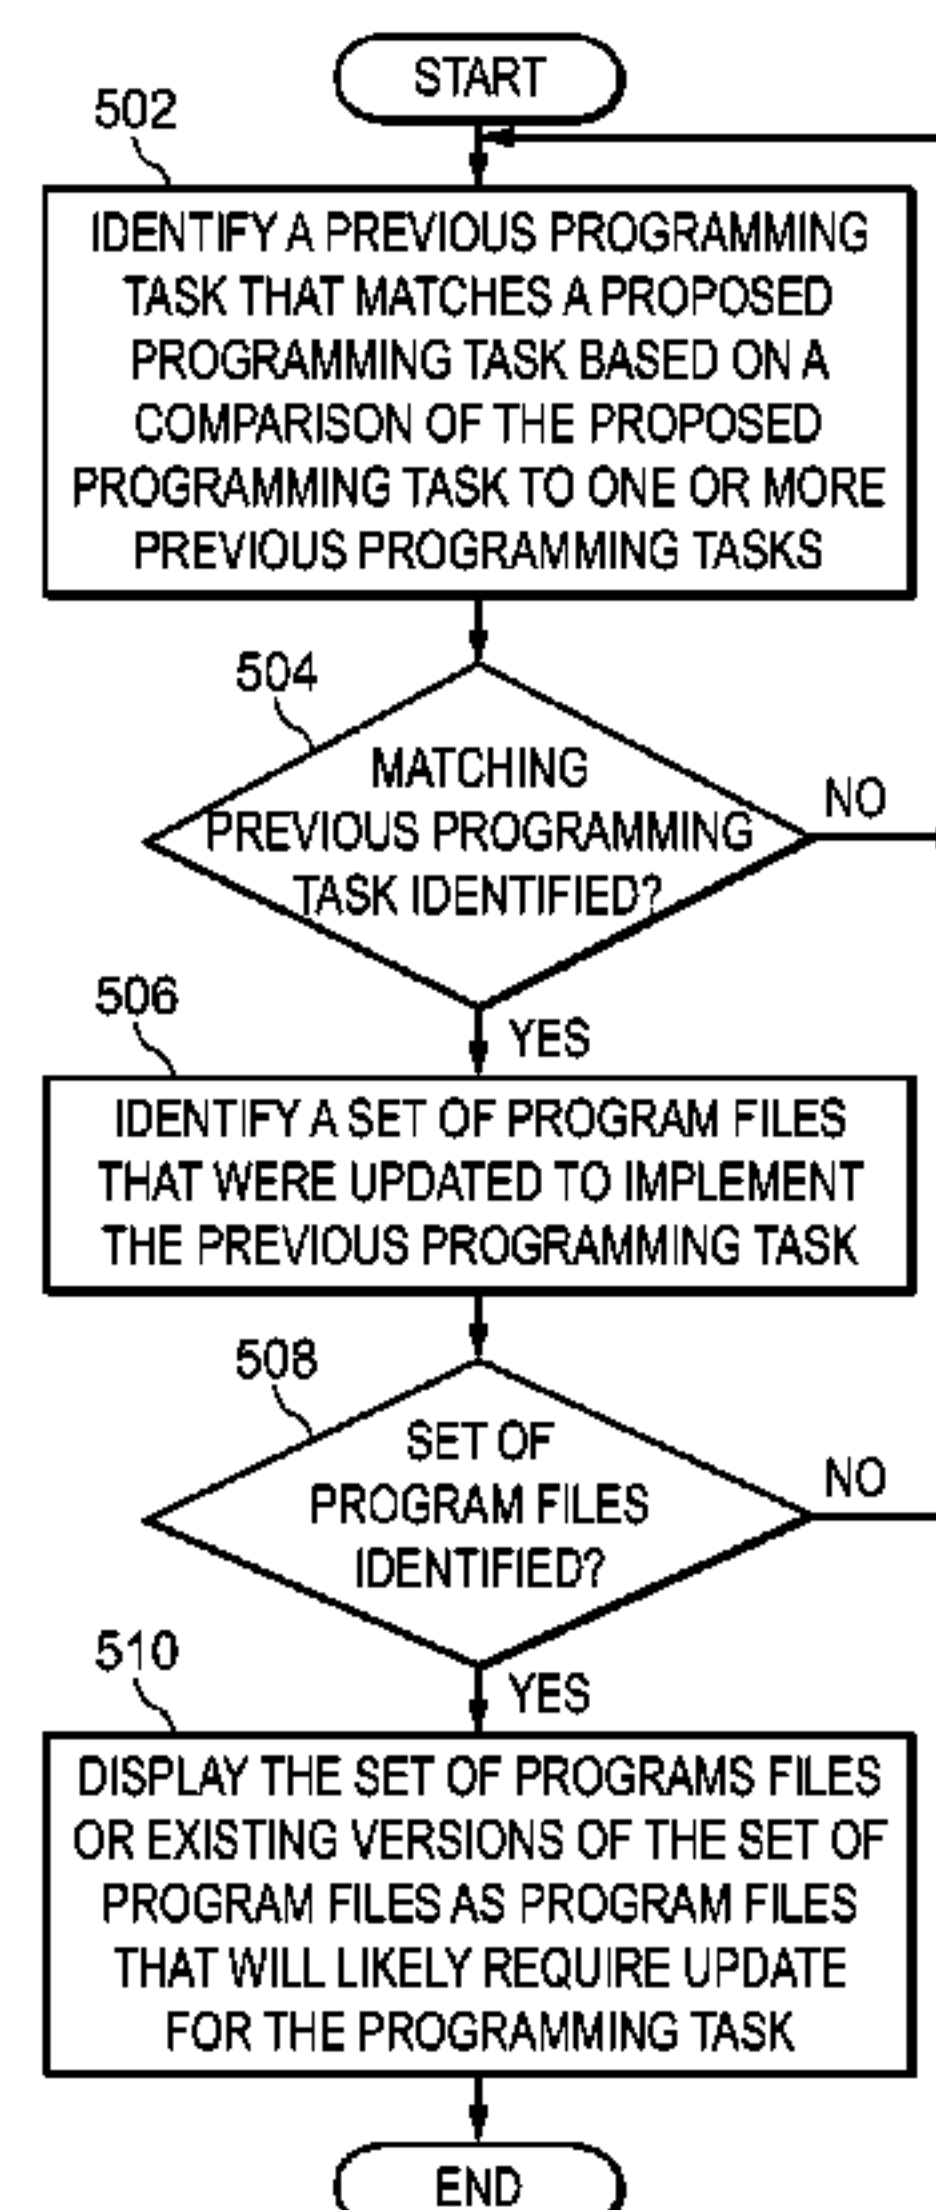 START
502
IDENTIFY A PREVIOUS PROGRAMMING
TASK THAT MATCHES A PROPOSED
PROGRAMMING TASK BASED ON A
COMPARISON OF THE PROPOSED
PROGRAMMING TASK TO ONE OR MORE
PREVIOUS PROGRAMMING TASKS
504
MATCHING
PREVIOUS PROGRAMMING
TASK IDENTIFIED?
NO
YES
506
IDENTIFY A SET OF PROGRAM FILES
THAT WERE UPDATED TO IMPLEMENT
THE PREVIOUS PROGRAMMING TASK
508
SET OF
PROGRAM FILES
IDENTIFIED?
NO
YES
510
DISPLAY THE SET OF PROGRAMS FILES
OR EXISTING VERSIONS OF THE SET OF
PROGRAM FILES AS PROGRAM FILES
THAT WILL LIKELY REQUIRE UPDATE
FOR THE PROGRAMMING TASK
END